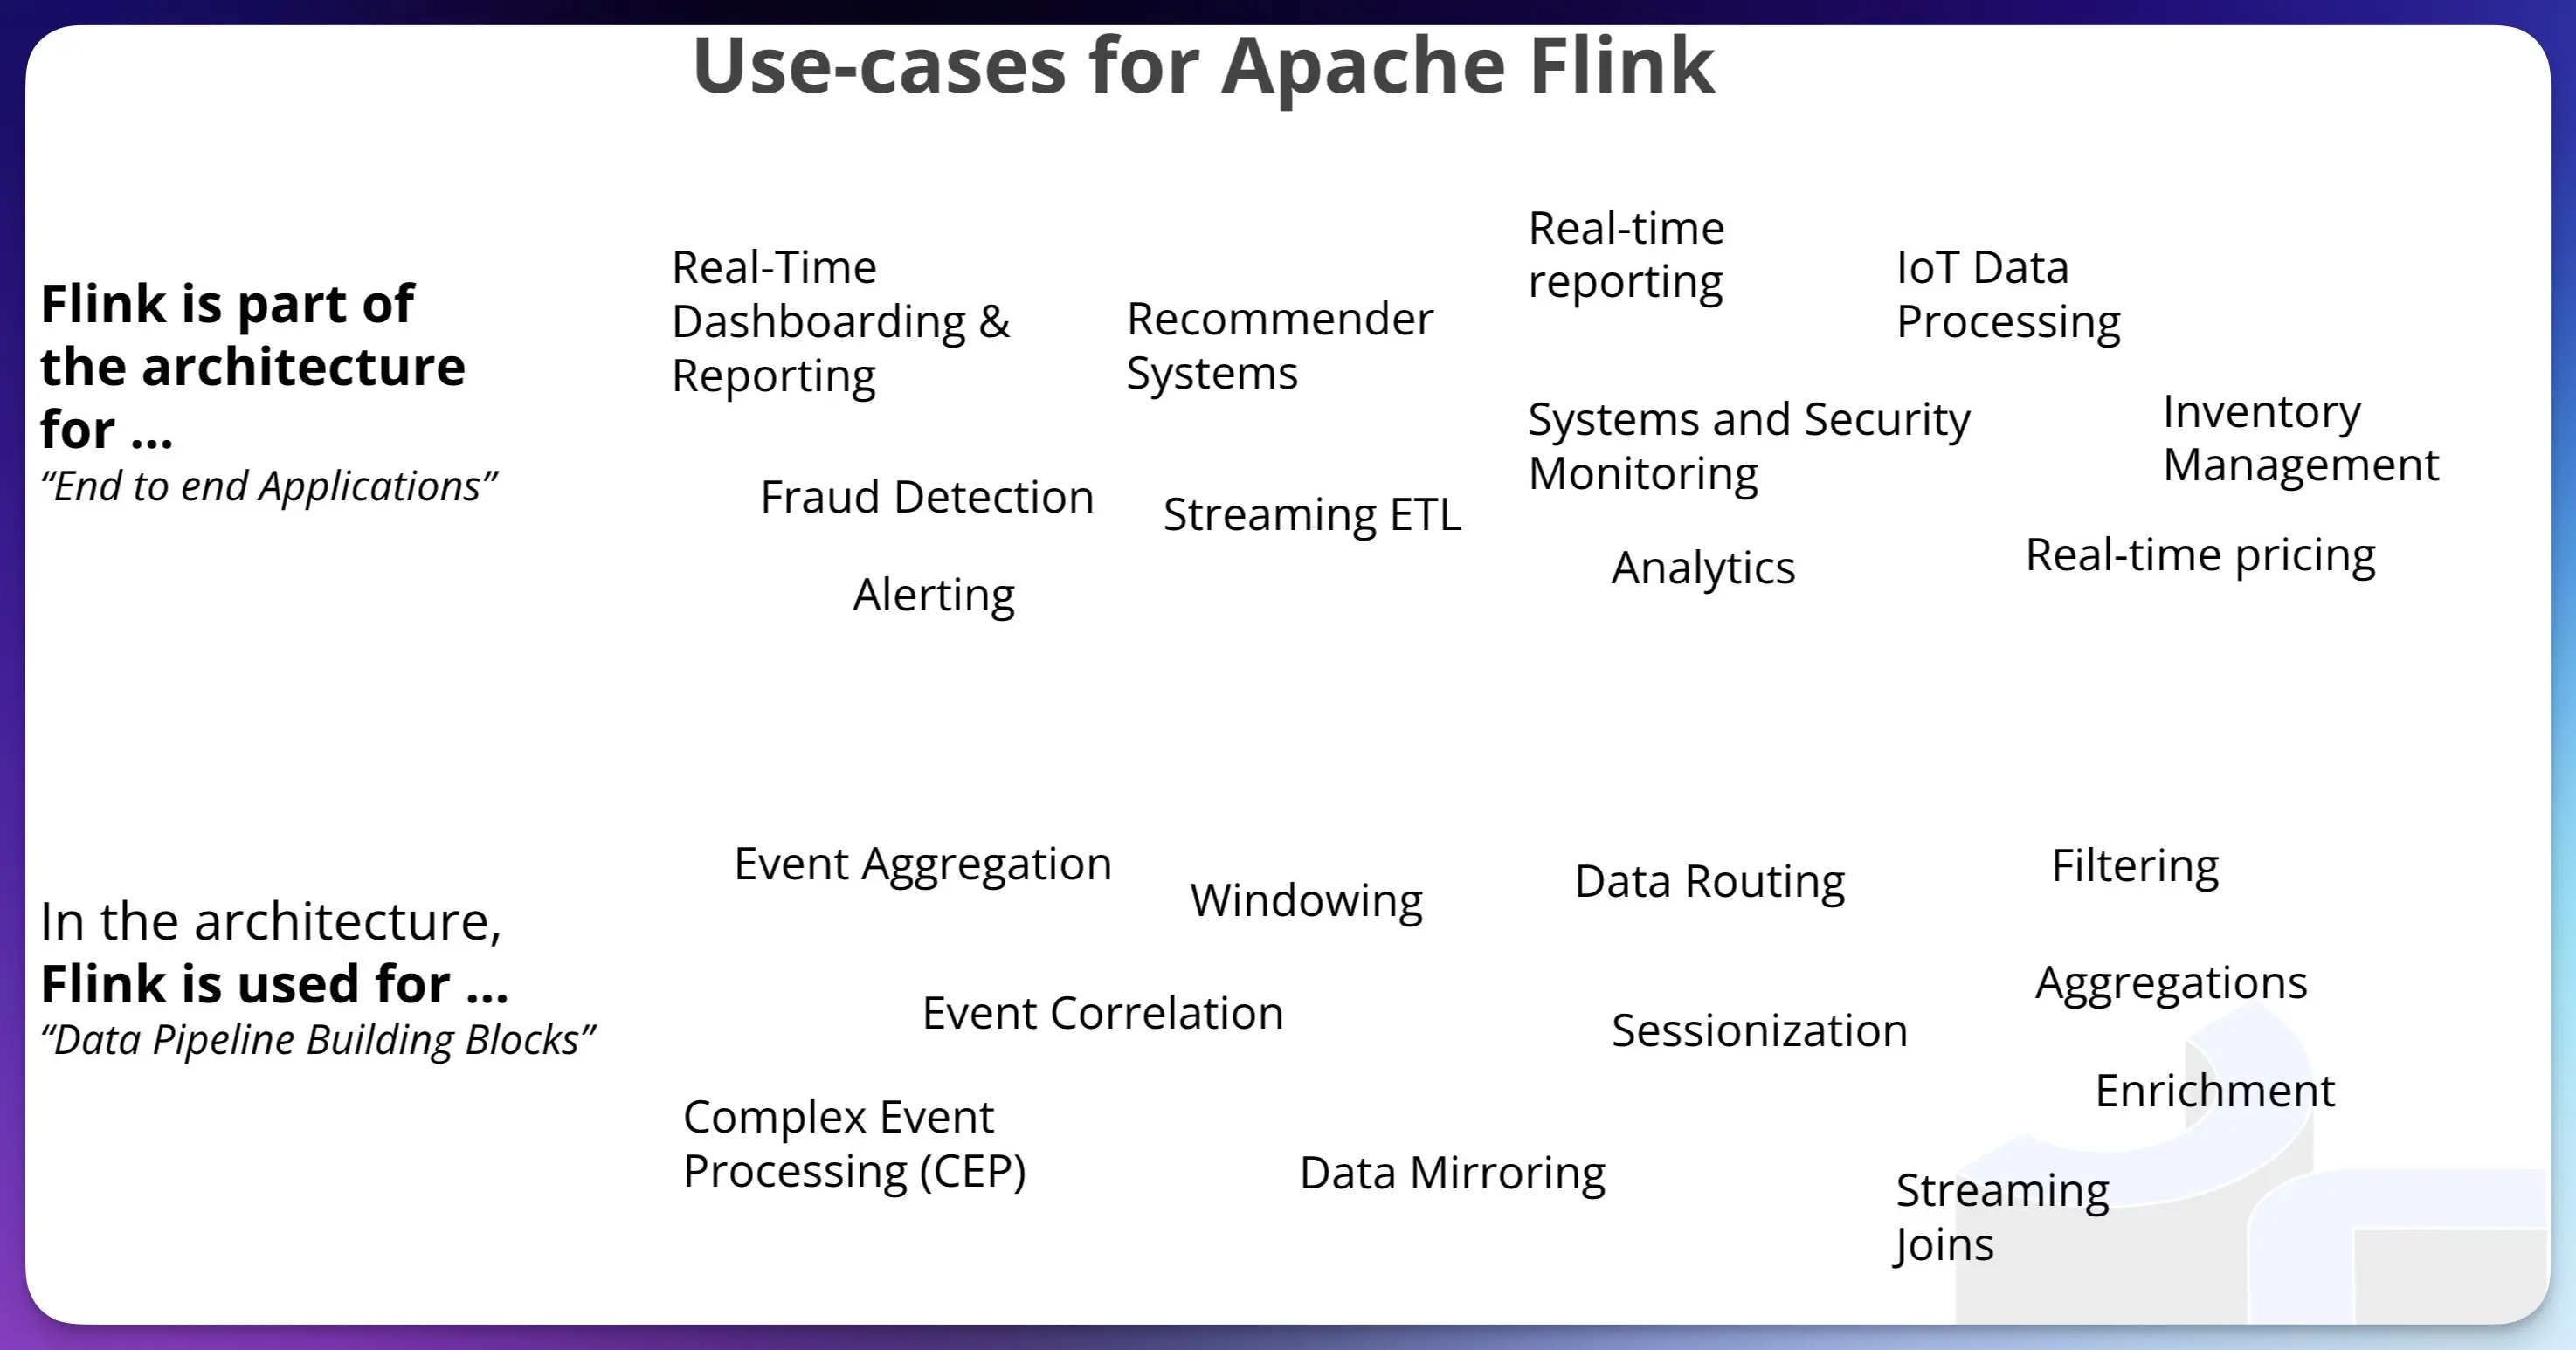 Use-cases for Apache Flink
Flink is part of
the architecture
for ...
“End to end Applications”
Real-Time
Dashboarding &
Reporting
Recommender
Systems
Real-time
reporting
IoT Data
Processing
Systems and Security
Monitoring
Inventory
Management
Fraud Detection
Streaming ETL
Analytics
Real-time pricing
Alerting
In the architecture,
Flink is used for ...
“Data Pipeline Building Blocks”
Event Aggregation
Windowing
Data Routing
Filtering
Event Correlation
Sessionization
Aggregations
Enrichment
Complex Event
Processing (CEP)
Data Mirroring
Streaming
Joins